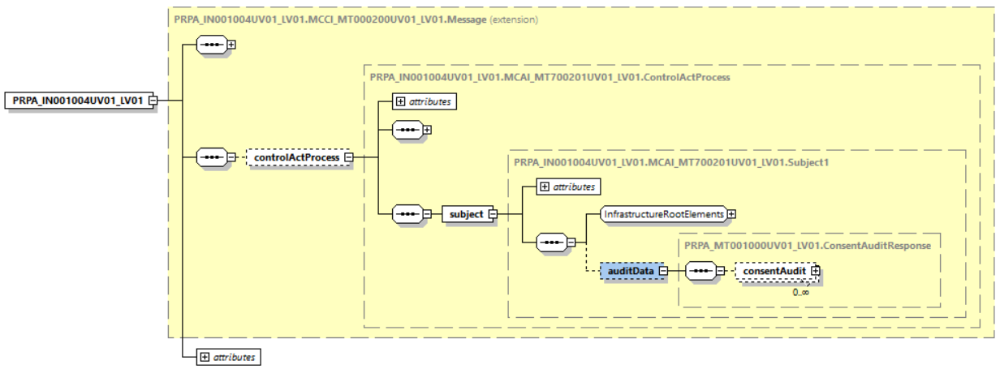 PRPA_IN001004UV01_LV01.MCCI_MT000200UV01_LV01.Message (extension)
PRPA_IN001004UV01_LV01.MCAI_MT700201UV01_LV01.ControlActProcess
PRPA_IN001004UV01_LV01
attributes
controlActProcess
PRPA_IN001004UV01_LV01.MCAI_MT700201UV01_LV01.Subject1
attributes
subject
InfrastructureRootElements
PRPA_MT001000UV01_LV01.ConsentAuditResponse
auditData
consentAudit
0..∞
attributes